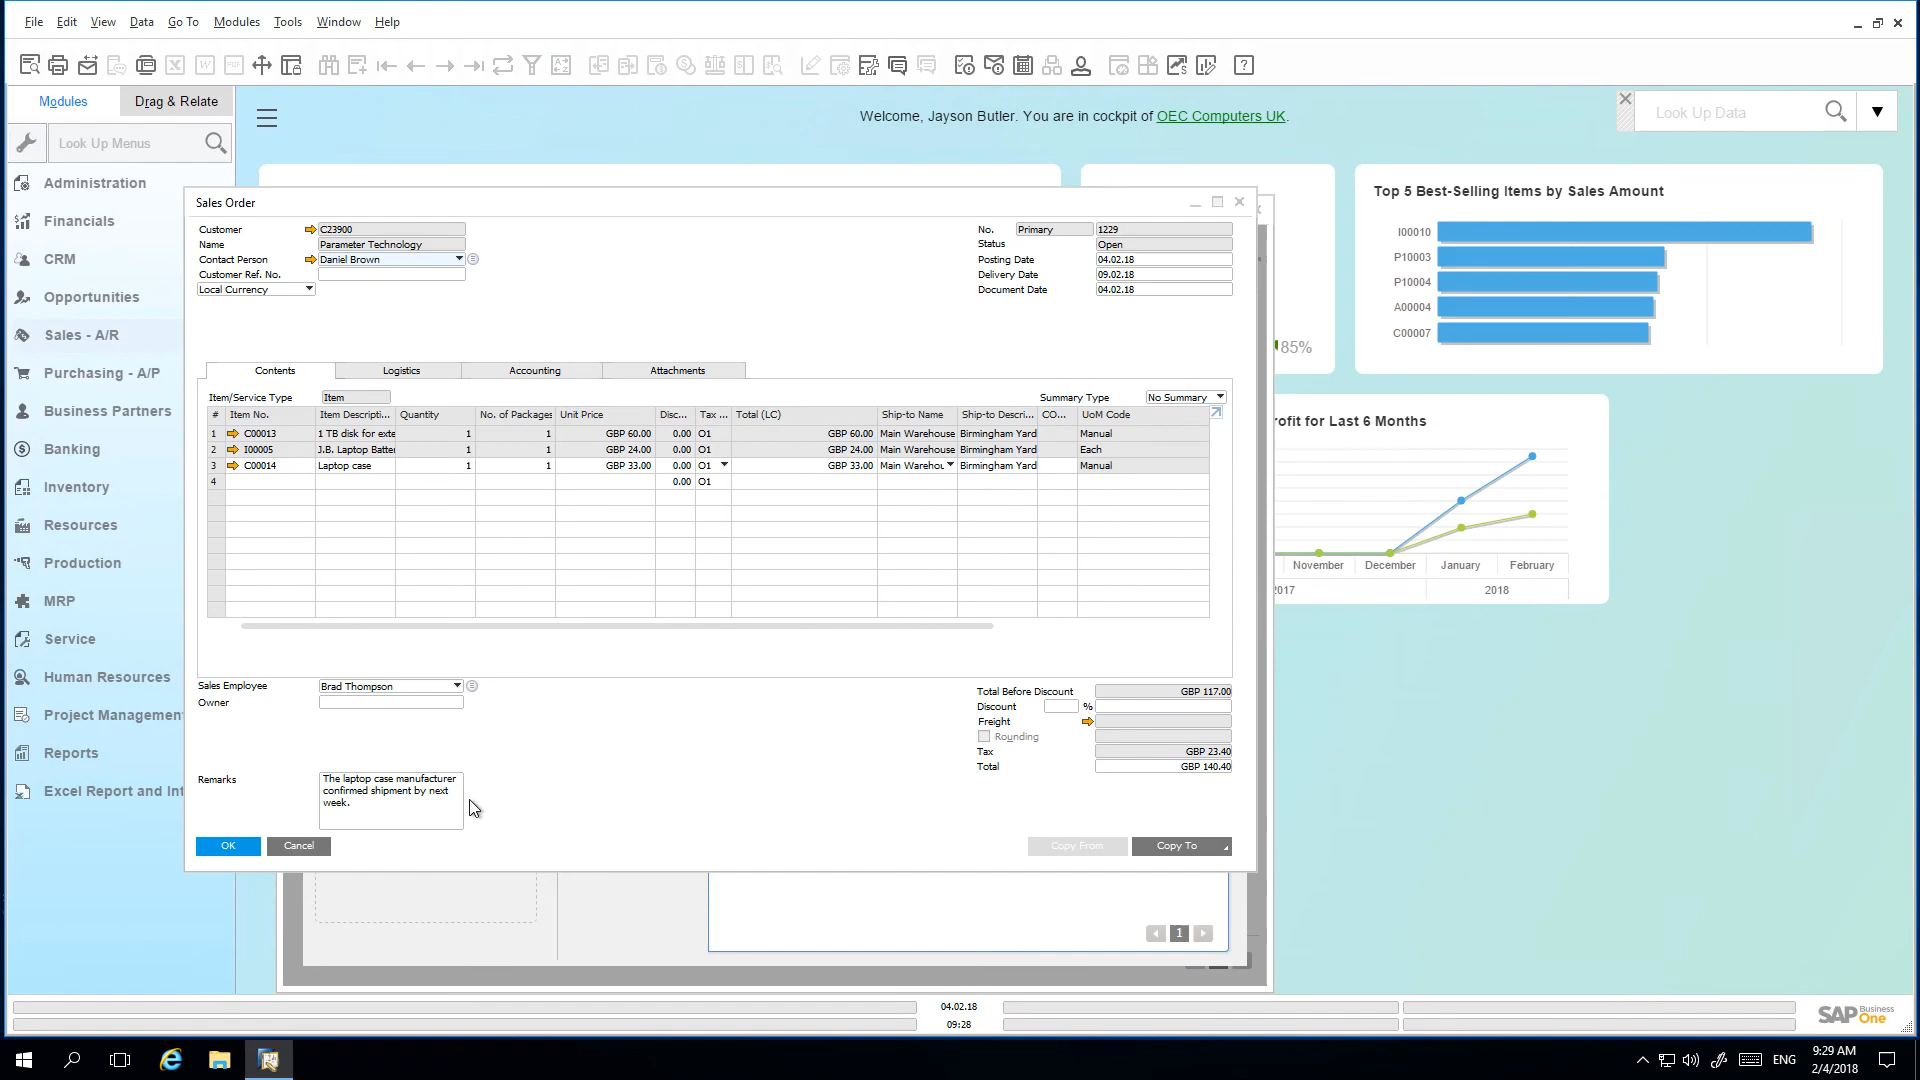 File Edit View Data Go To Modules Tools Window Help
Modules Drag & Relate
Look Up Menus
Welcome, Jayson Butler. You are in cockpit of OEC Computers UK.
Look Up Data
Administration
Financials
CRM
Opportunities
Sales - A/R
Purchasing - A/P
Business Partners
Banking
Inventory
Resources
Production
MRP
Service
Human Resources
Project Management
Reports
Excel Report and Int
Sales Order
Customer C23900
Name Parameter Technology
Contact Person Daniel Brown
Customer Ref. No.
Local Currency
No. Primary 1229
Status Open
Posting Date 04.02.18
Delivery Date 09.02.18
Document Date 04.02.18
Contents Logistics Accounting Attachments
Item/Service Type Item
Summary Type No Summary
# Item No. Item Descripti... Quantity No. of Packages Unit Price Disc... Tax ... Total (LC) Ship-to Name Ship-to Descri... CO... UoM Code
1 C00013 1 TB disk for exte 1 1 GBP 60.00 0.00 O1 GBP 60.00 Main Warehouse Birmingham Yard Manual
2 I00005 J.B. Laptop Batter 1 1 GBP 24.00 0.00 O1 GBP 24.00 Main Warehouse Birmingham Yard Each
3 C00014 Laptop case 1 1 GBP 33.00 0.00 O1 GBP 33.00 Main Warehou Birmingham Yard Manual
4 0.00 O1
Sales Employee Brad Thompson
Owner
Total Before Discount GBP 117.00
Discount %
Freight
Rounding
Tax GBP 23.40
Total GBP 140.40
Remarks
The laptop case manufacturer
confirmed shipment by next
week.
OK Cancel Copy From Copy To
1
85%
Top 5 Best-Selling Items by Sales Amount
I00010
P10003
P10004
A00004
C00007
rofit for Last 6 Months
November December January February
2017 2018
04.02.18
09:28
SAP Business One
ENG
9:29 AM
2/4/2018